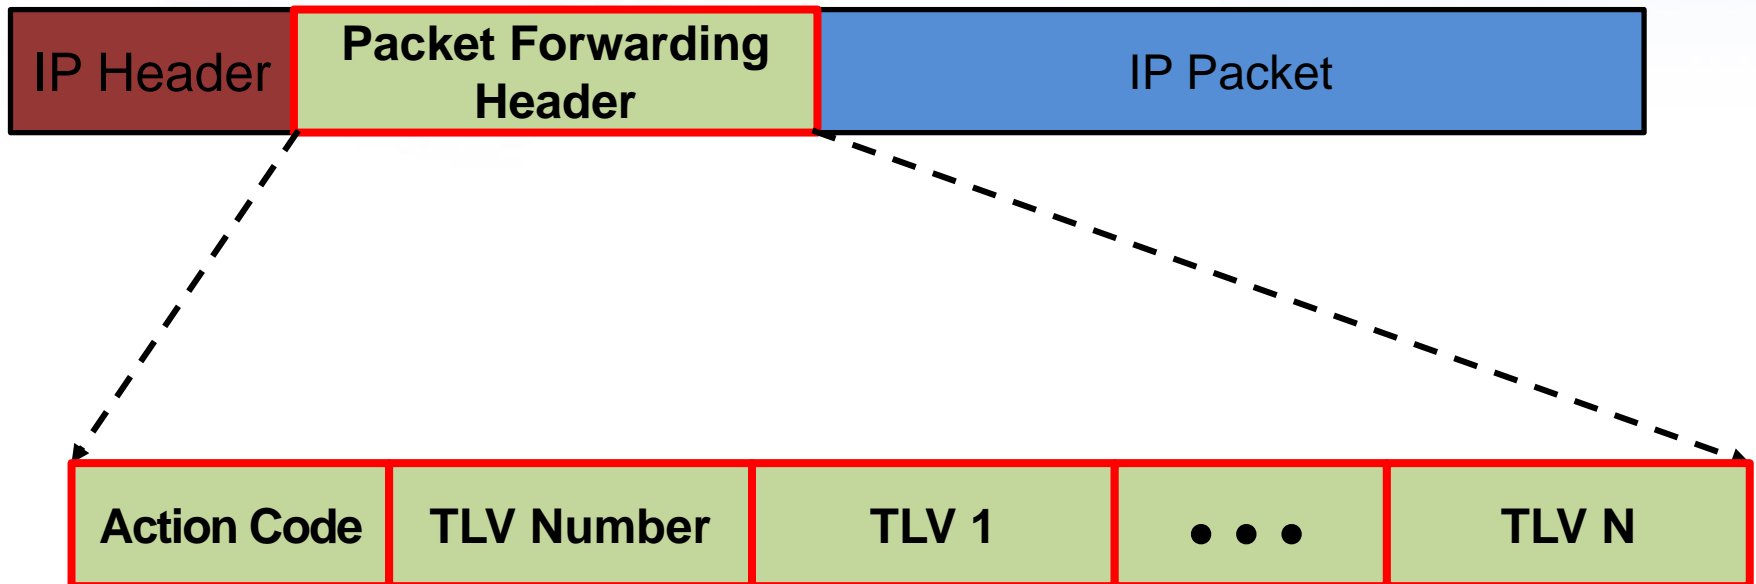 IP Header
Packet Forwarding
Header
IP Packet
Action Code
TLV Number
TLV 1
• • •
TLV N